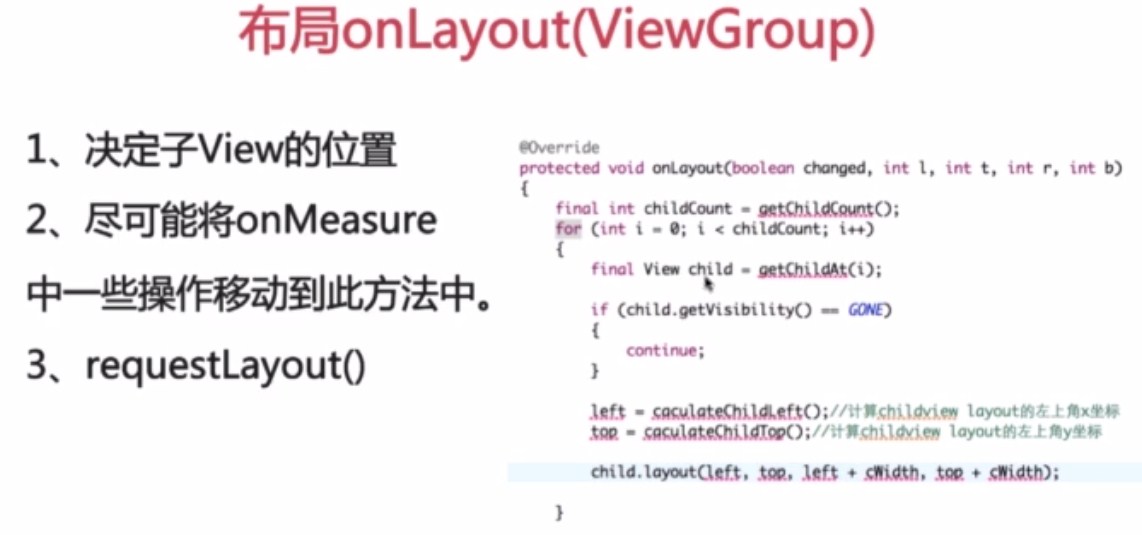 布局onLayout(ViewGroup)
1、决定子View的位置
2、尽可能将onMeasure
中一些操作移动到此方法中。
3、requestLayout()
@Override
protected void onLayout(boolean changed, int l, int t, int r, int b)
{
final int childCount = getChildCount();
for (int i = 0; i < childCount; i++)
{
final View child = getChildAt(i);
if (child.getVisibility() == GONE)
{
continue;
}
left = caculateChildLeft();//计算childview layout的左上角x坐标
top = caculateChildTop();//计算childview layout的左上角y坐标
child.layout(left, top, left + cWidth, top + cWidth);
}